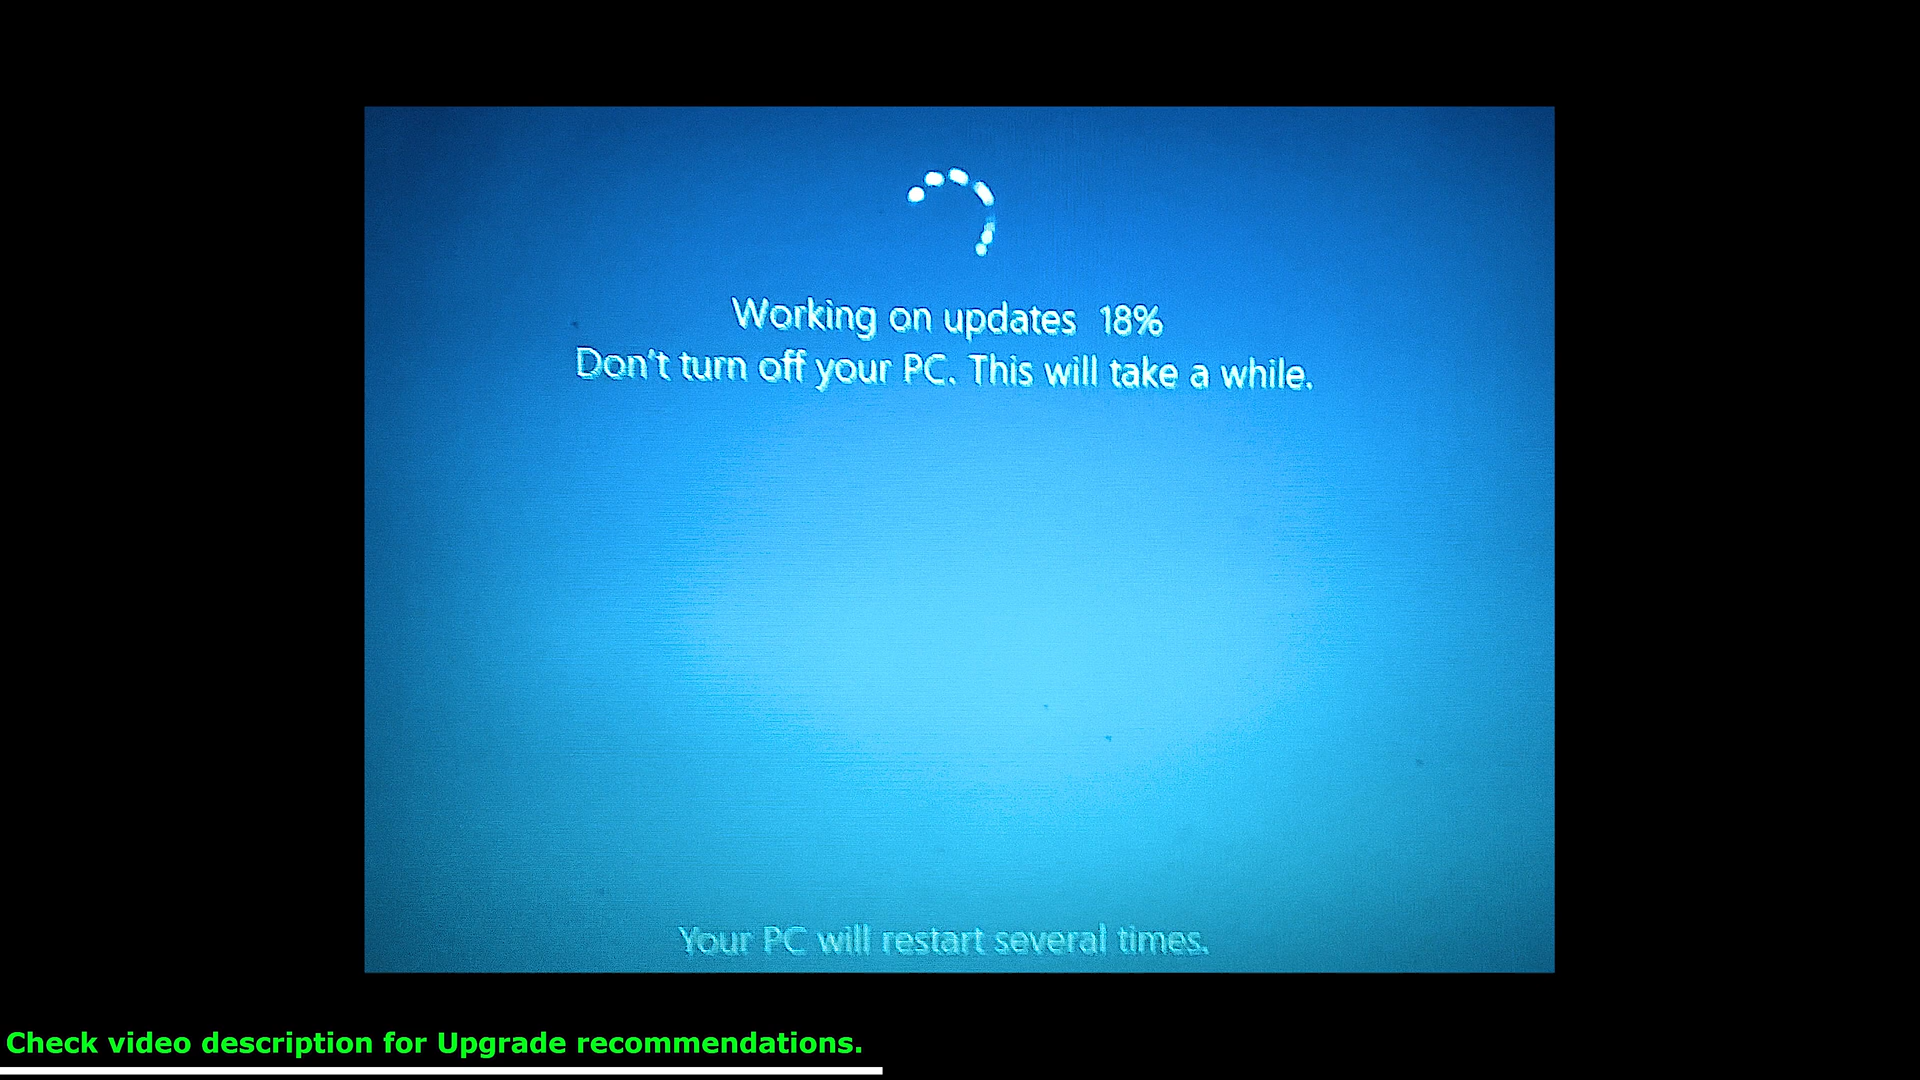 Working on updates 18%
Don't turn off your PC. This will take a while.
Your PC will restart several times.
Check video description for Upgrade recommendations.